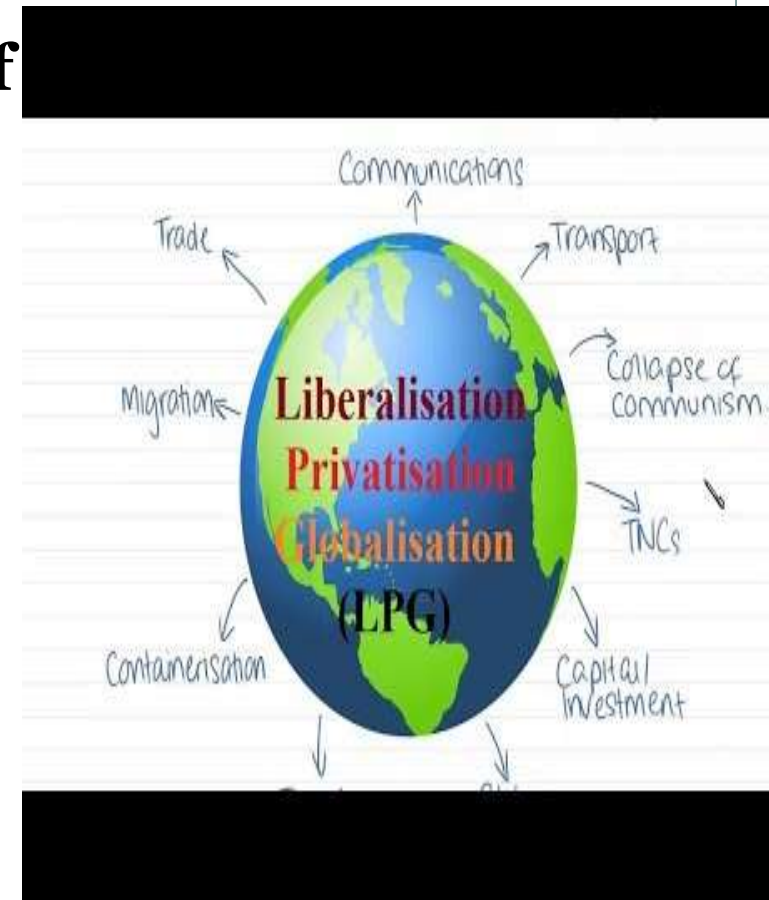 f
Communications
Trade
Transport
Collapse of
communism
Migration
Liberalisation
Privatisation
Globalisation
(LPG)
TNCs
Containerisation
Capital
investment